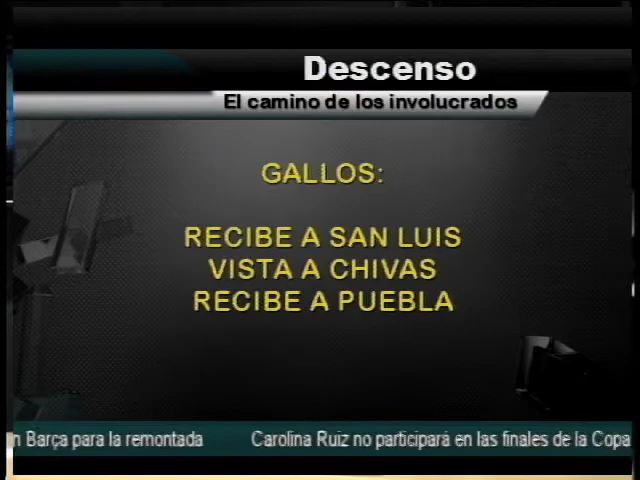 Descenso
El camino de los involucrados
GALLOS:
RECIBE A SAN LUIS
VISTA A CHIVAS
RECIBE A PUEBLA
n Barça para la remontada Carolina Ruiz no participará en las finales de la Copa